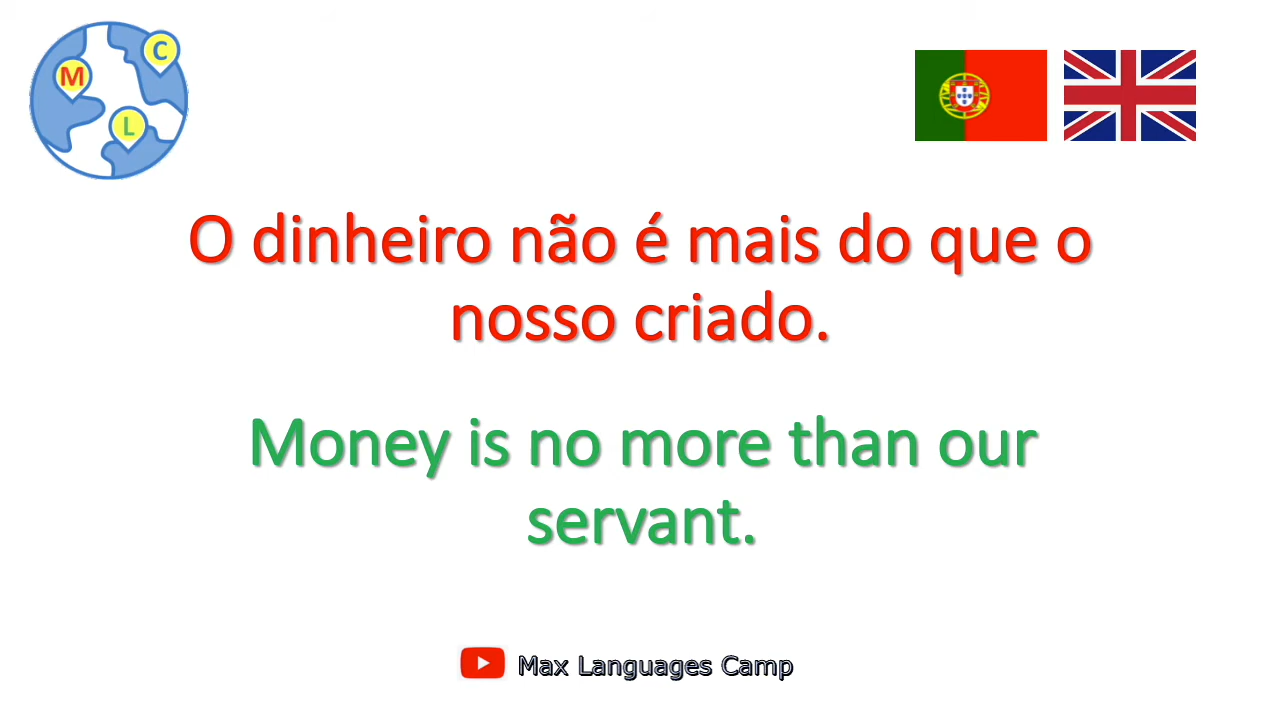 C
M
L
O dinheiro não é mais do que o
nosso criado.
Money is no more than our
servant.
Max Languages Camp